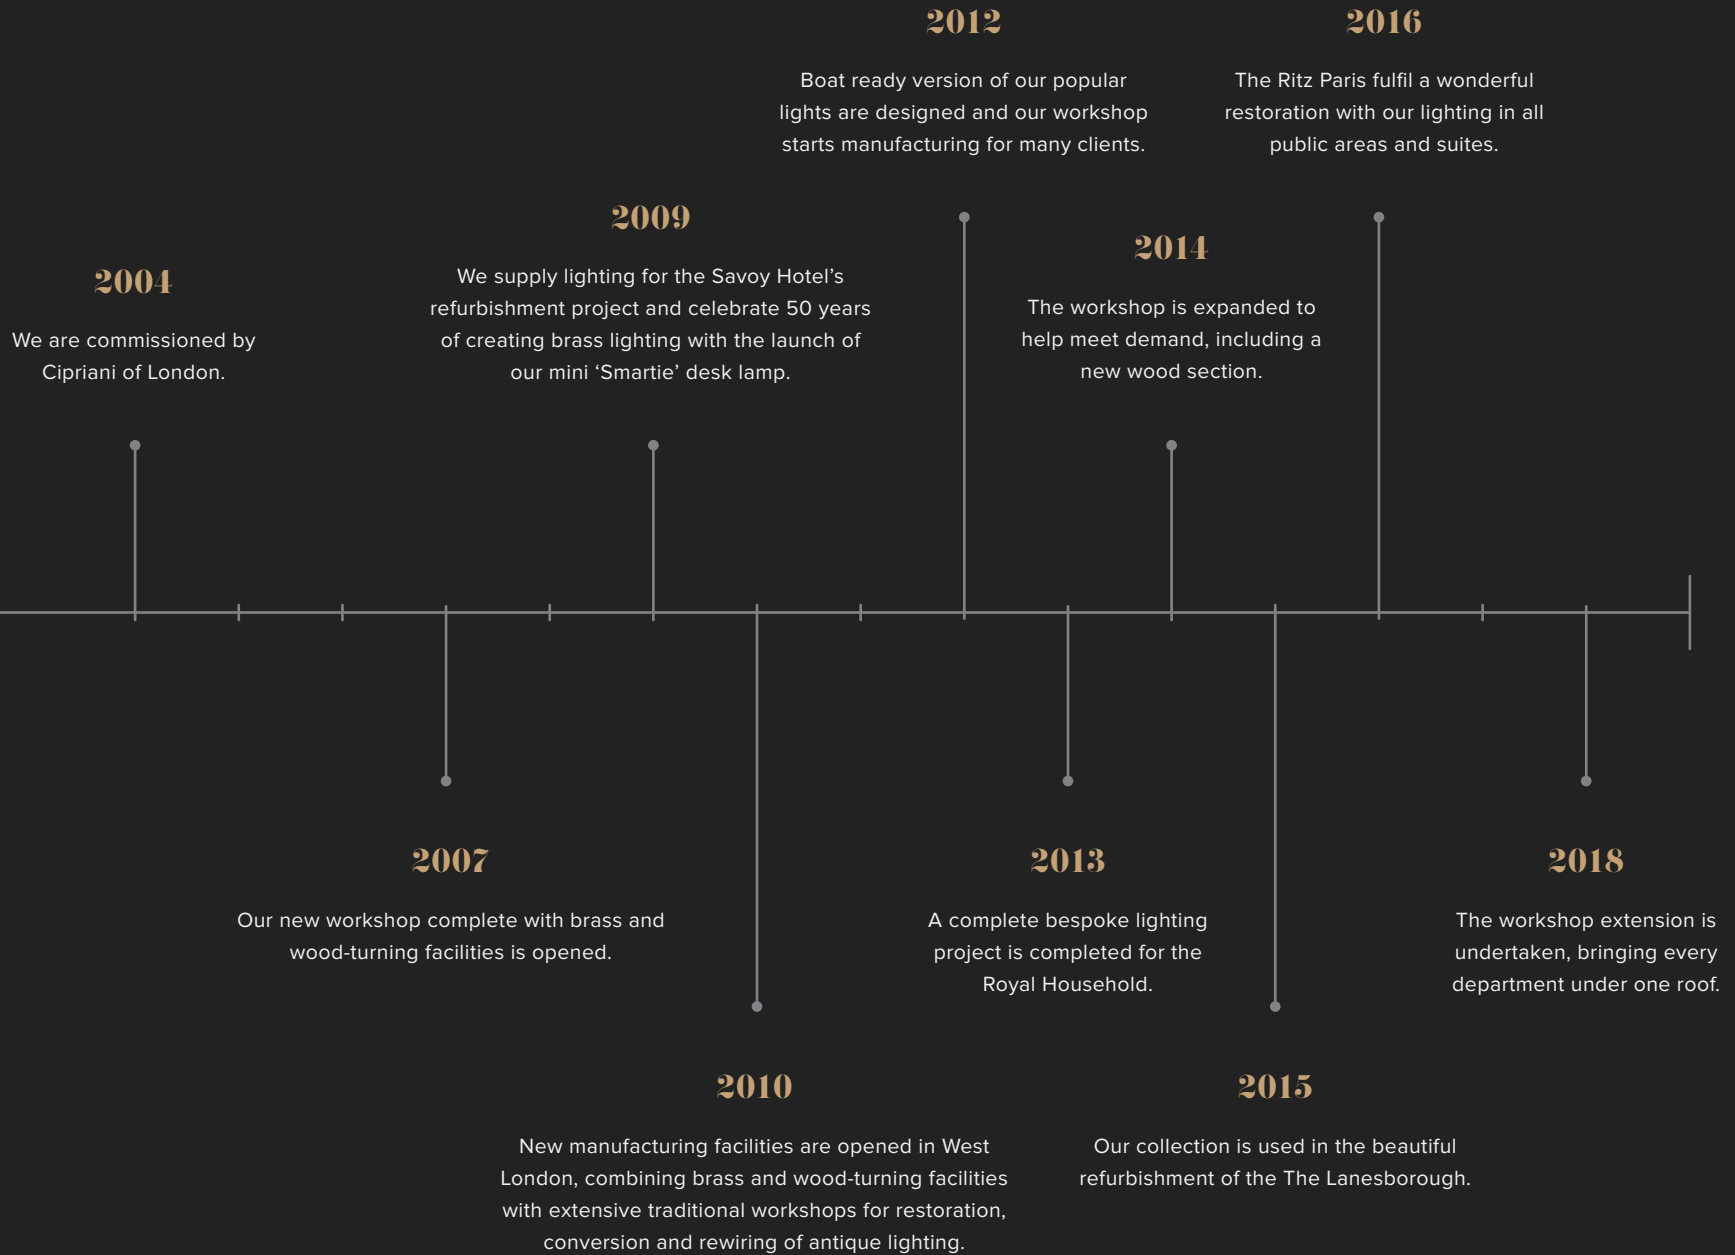 2004
We are commissioned by
Cipriani of London.
2007
Our new workshop complete with brass and
wood-turning facilities is opened.
2009
We supply lighting for the Savoy Hotel’s
refurbishment project and celebrate 50 years
of creating brass lighting with the launch of
our mini ‘Smartie’ desk lamp.
2010
New manufacturing facilities are opened in West
London, combining brass and wood-turning facilities
with extensive traditional workshops for restoration,
conversion and rewiring of antique lighting.
2012
Boat ready version of our popular
lights are designed and our workshop
starts manufacturing for many clients.
2013
A complete bespoke lighting
project is completed for the
Royal Household.
2014
The workshop is expanded to
help meet demand, including a
new wood section.
2015
Our collection is used in the beautiful
refurbishment of the The Lanesborough.
2016
The Ritz Paris fulfil a wonderful
restoration with our lighting in all
public areas and suites.
2018
The workshop extension is
undertaken, bringing every
department under one roof.